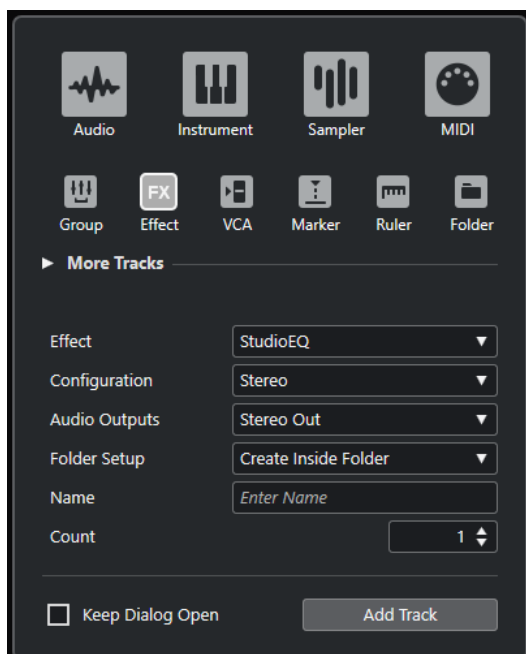 Audio Instrument Sampler MIDI
FX
Group Effect VCA Marker Ruler Folder
More Tracks
Effect StudioEQ
Configuration Stereo
Audio Outputs Stereo Out
Folder Setup Create Inside Folder
Name Enter Name
Count 1
Keep Dialog Open Add Track